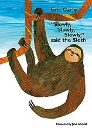 Eric Carle
"Slowly,
Slowly,
Slowly,"
said the Sloth